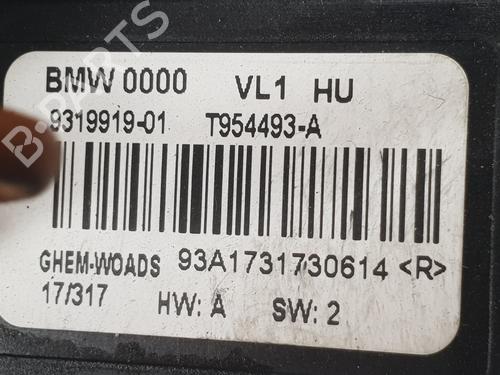 BMW 0000 VL1 HU
9319919-01 T954493-A
GHEM-WOADS 93A1731730614 <R>
17/317 HW: A SW: 2
B-PARTS